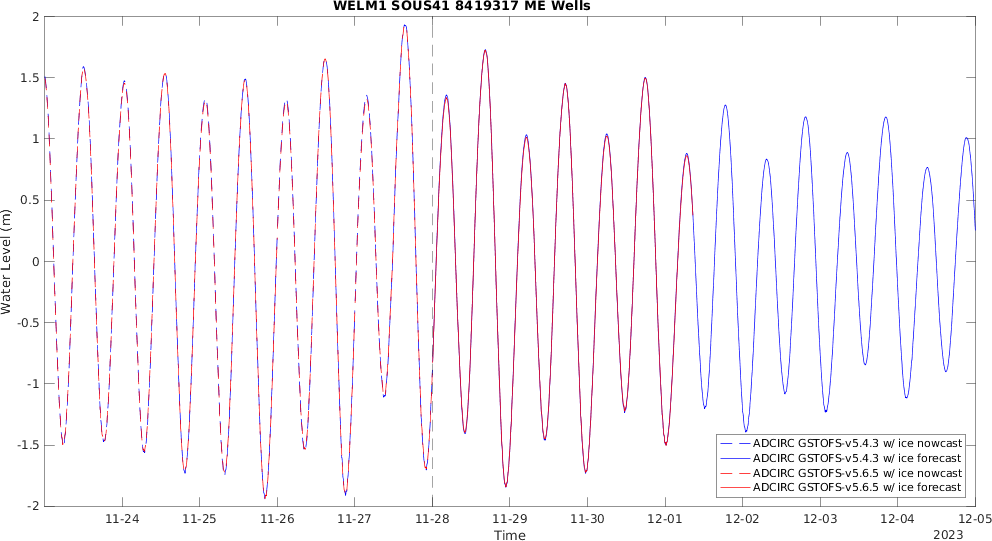 WELM1 SOUS41 8419317 ME Wells
2
1.5
1
0.5
0
-0.5
-1
-1.5
-2
Water Level (m)
ADCIRC GSTOFS-v5.4.3 w/ ice nowcast
ADCIRC GSTOFS-v5.4.3 w/ ice forecast
ADCIRC GSTOFS-v5.6.5 w/ ice nowcast
ADCIRC GSTOFS-v5.6.5 w/ ice forecast
11-24 11-25 11-26 11-27 11-28 11-29 11-30 12-01 12-02 12-03 12-04 12-05
Time
2023